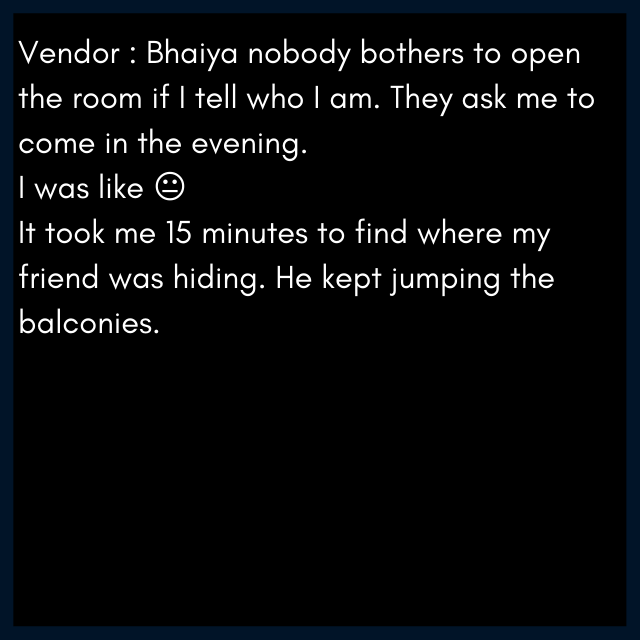 Vendor : Bhaiya nobody bothers to open
the room if I tell who I am. They ask me to
come in the evening.
I was like 😐
It took me 15 minutes to find where my
friend was hiding. He kept jumping the
balconies.